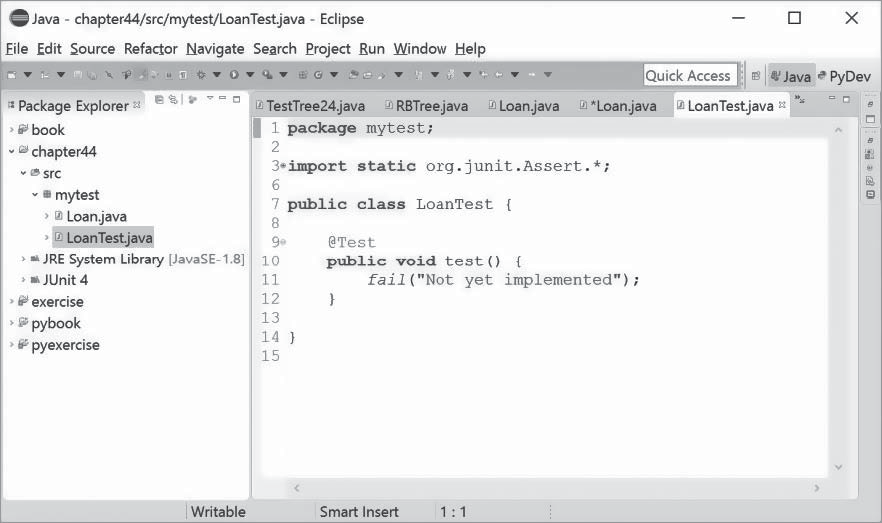 Java - chapter44/src/mytest/LoanTest.java - Eclipse
File Edit Source Refactor Navigate Search Project Run Window Help
Quick Access
Java
PyDev
Package Explorer
book
chapter44
src
mytest
Loan.java
LoanTest.java
JRE System Library [JavaSE-1.8]
JUnit 4
exercise
pybook
pyexercise
TestTree24.java RBTree.java Loan.java *Loan.java LoanTest.java
1 package mytest;
2
3 import static org.junit.Assert.*;
6
7 public class LoanTest {
8
9 @Test
10 public void test() {
11 fail("Not yet implemented");
12 }
13
14 }
15
Writable Smart Insert 1 : 1